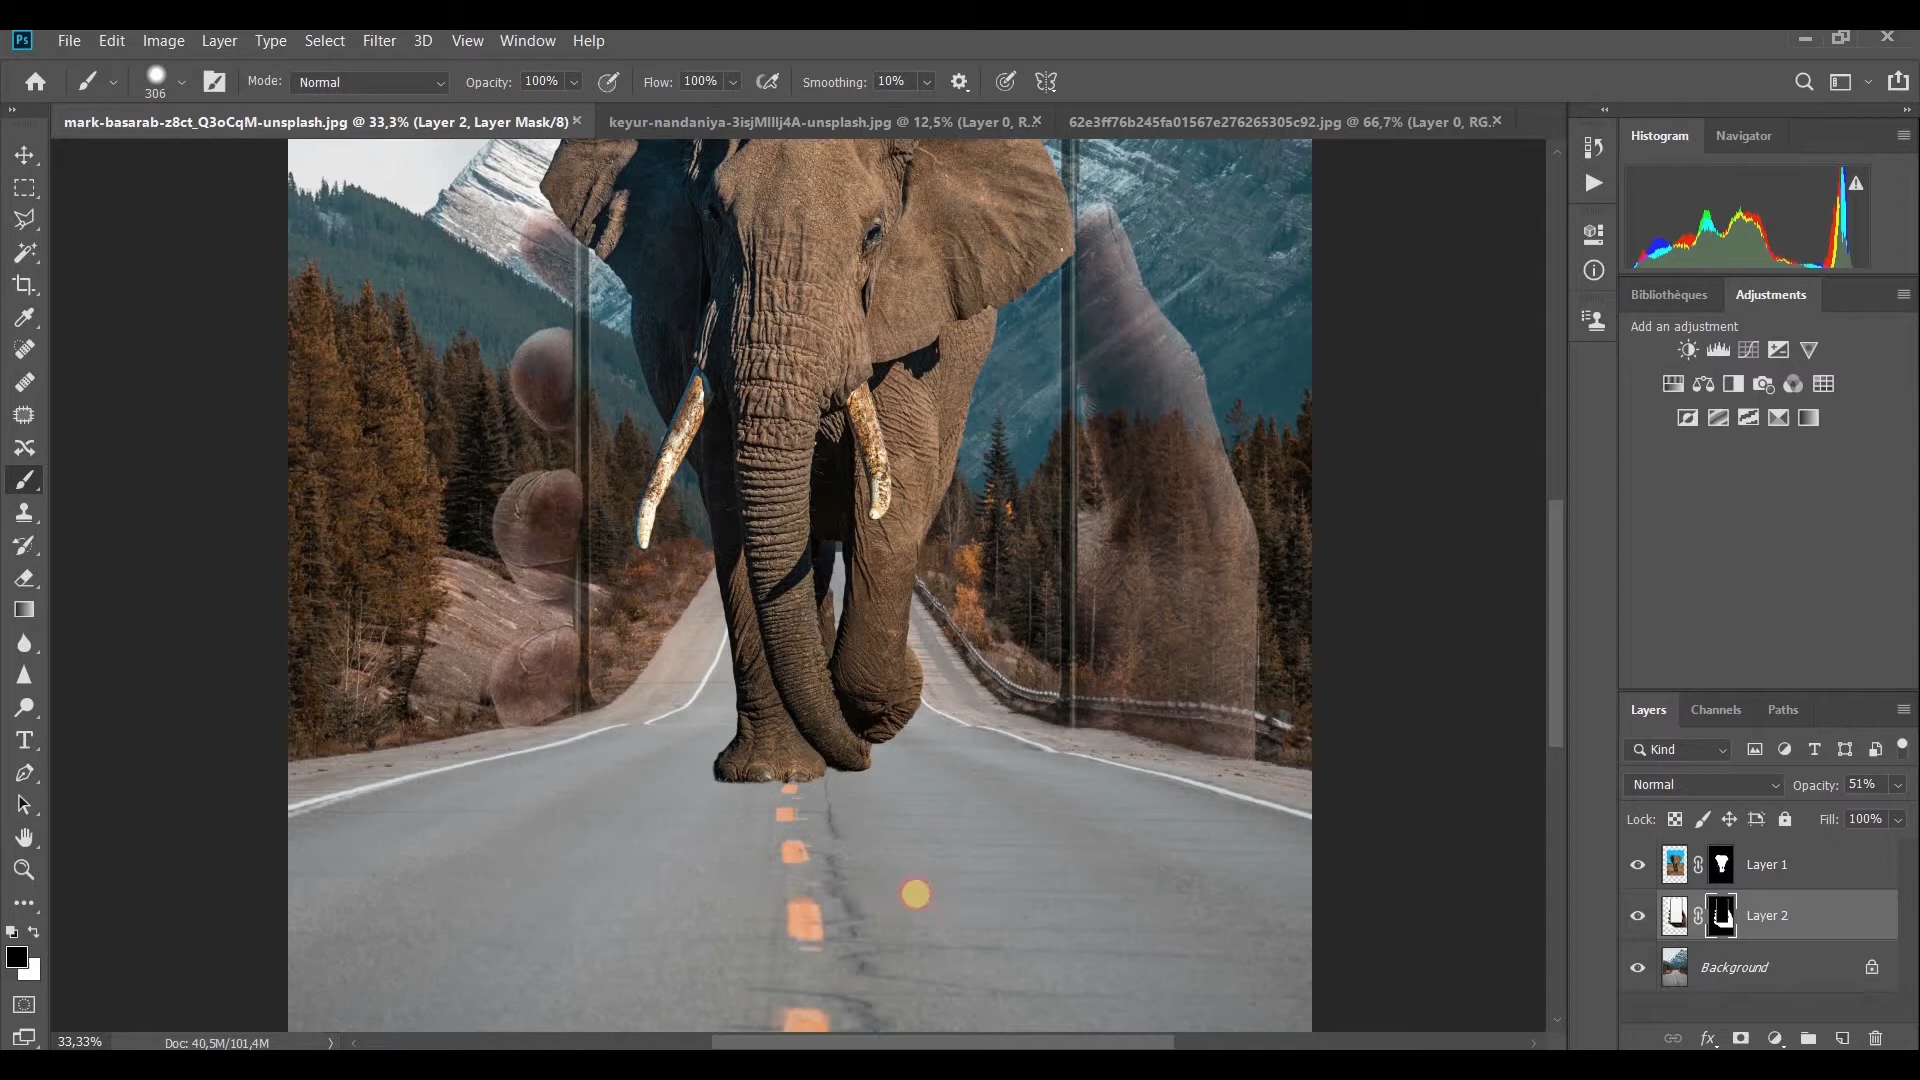 Ps File Edit Image Layer Type Select Filter 3D View Window Help
306 Mode: Normal Opacity: 100% Flow: 100% Smoothing: 10%
mark-basarab-z8ct_Q3oCqM-unsplash.jpg @ 33,3% (Layer 2, Layer Mask/8) keyur-nandaniya-3isjMlllj4A-unsplash.jpg @ 12,5% (Layer 0, R... 62e3ff76b245fa01567e276265305c92.jpg @ 66,7% (Layer 0, RG...
Histogram Navigator
Bibliothèques Adjustments
Add an adjustment
Layers Channels Paths
Kind
Normal Opacity: 51%
Lock: Fill: 100%
Layer 1
Layer 2
Background
33,33% Doc: 40,5M/101,4M